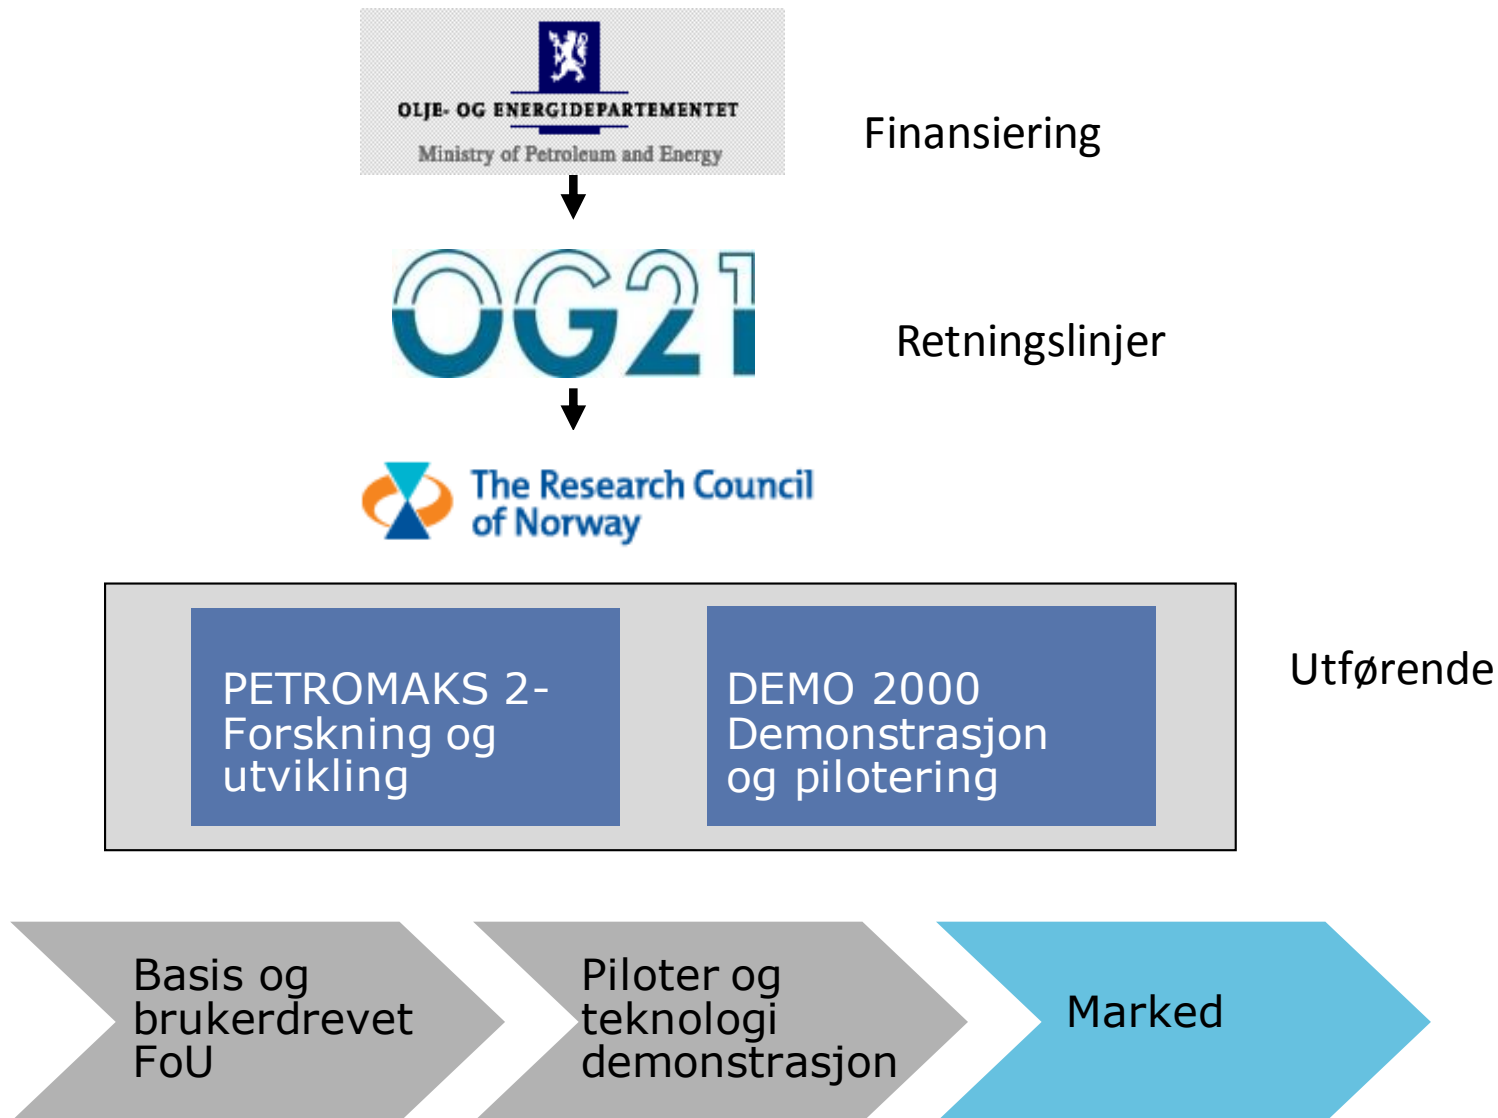 OLJE- OG ENERGIDEPARTEMENTET
Ministry of Petroleum and Energy
Finansiering
OG21
Retningslinjer
The Research Council
of Norway
PETROMAKS 2-
Forskning og
utvikling
DEMO 2000
Demonstrasjon
og pilotering
Utførende
Basis og
brukerdrevet
FoU
Piloter og
teknologi
demonstrasjon
Marked